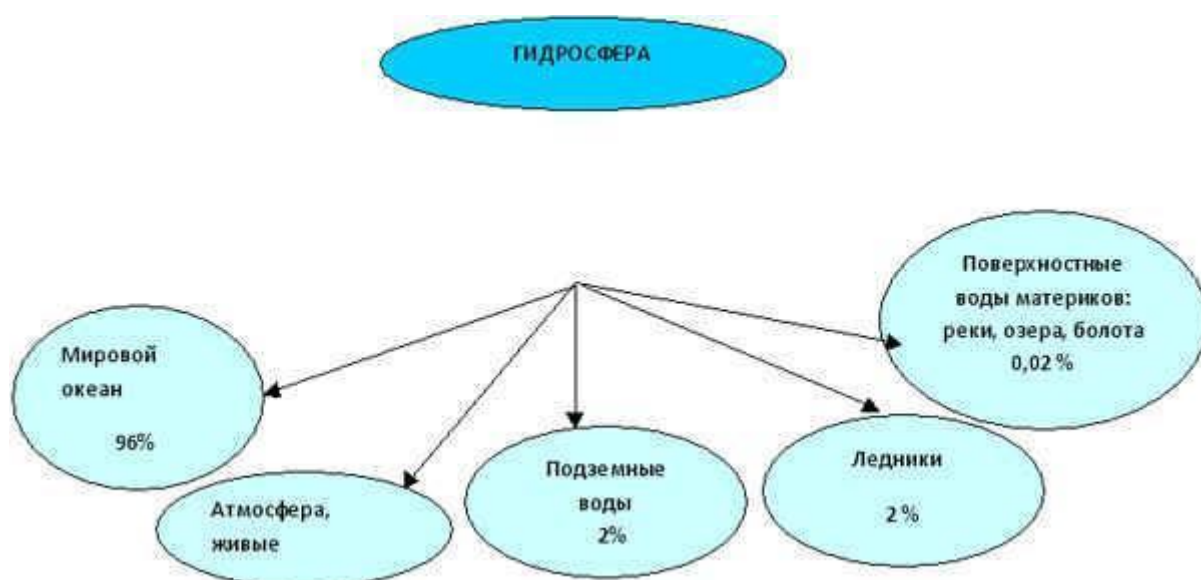 ГИДРОСФЕРА
Мировой
океан
96%
Атмосфера,
живые
Подземные
воды
2%
Ледники
2 %
Поверхностные
воды материков:
реки, озера, болота
0,02 %